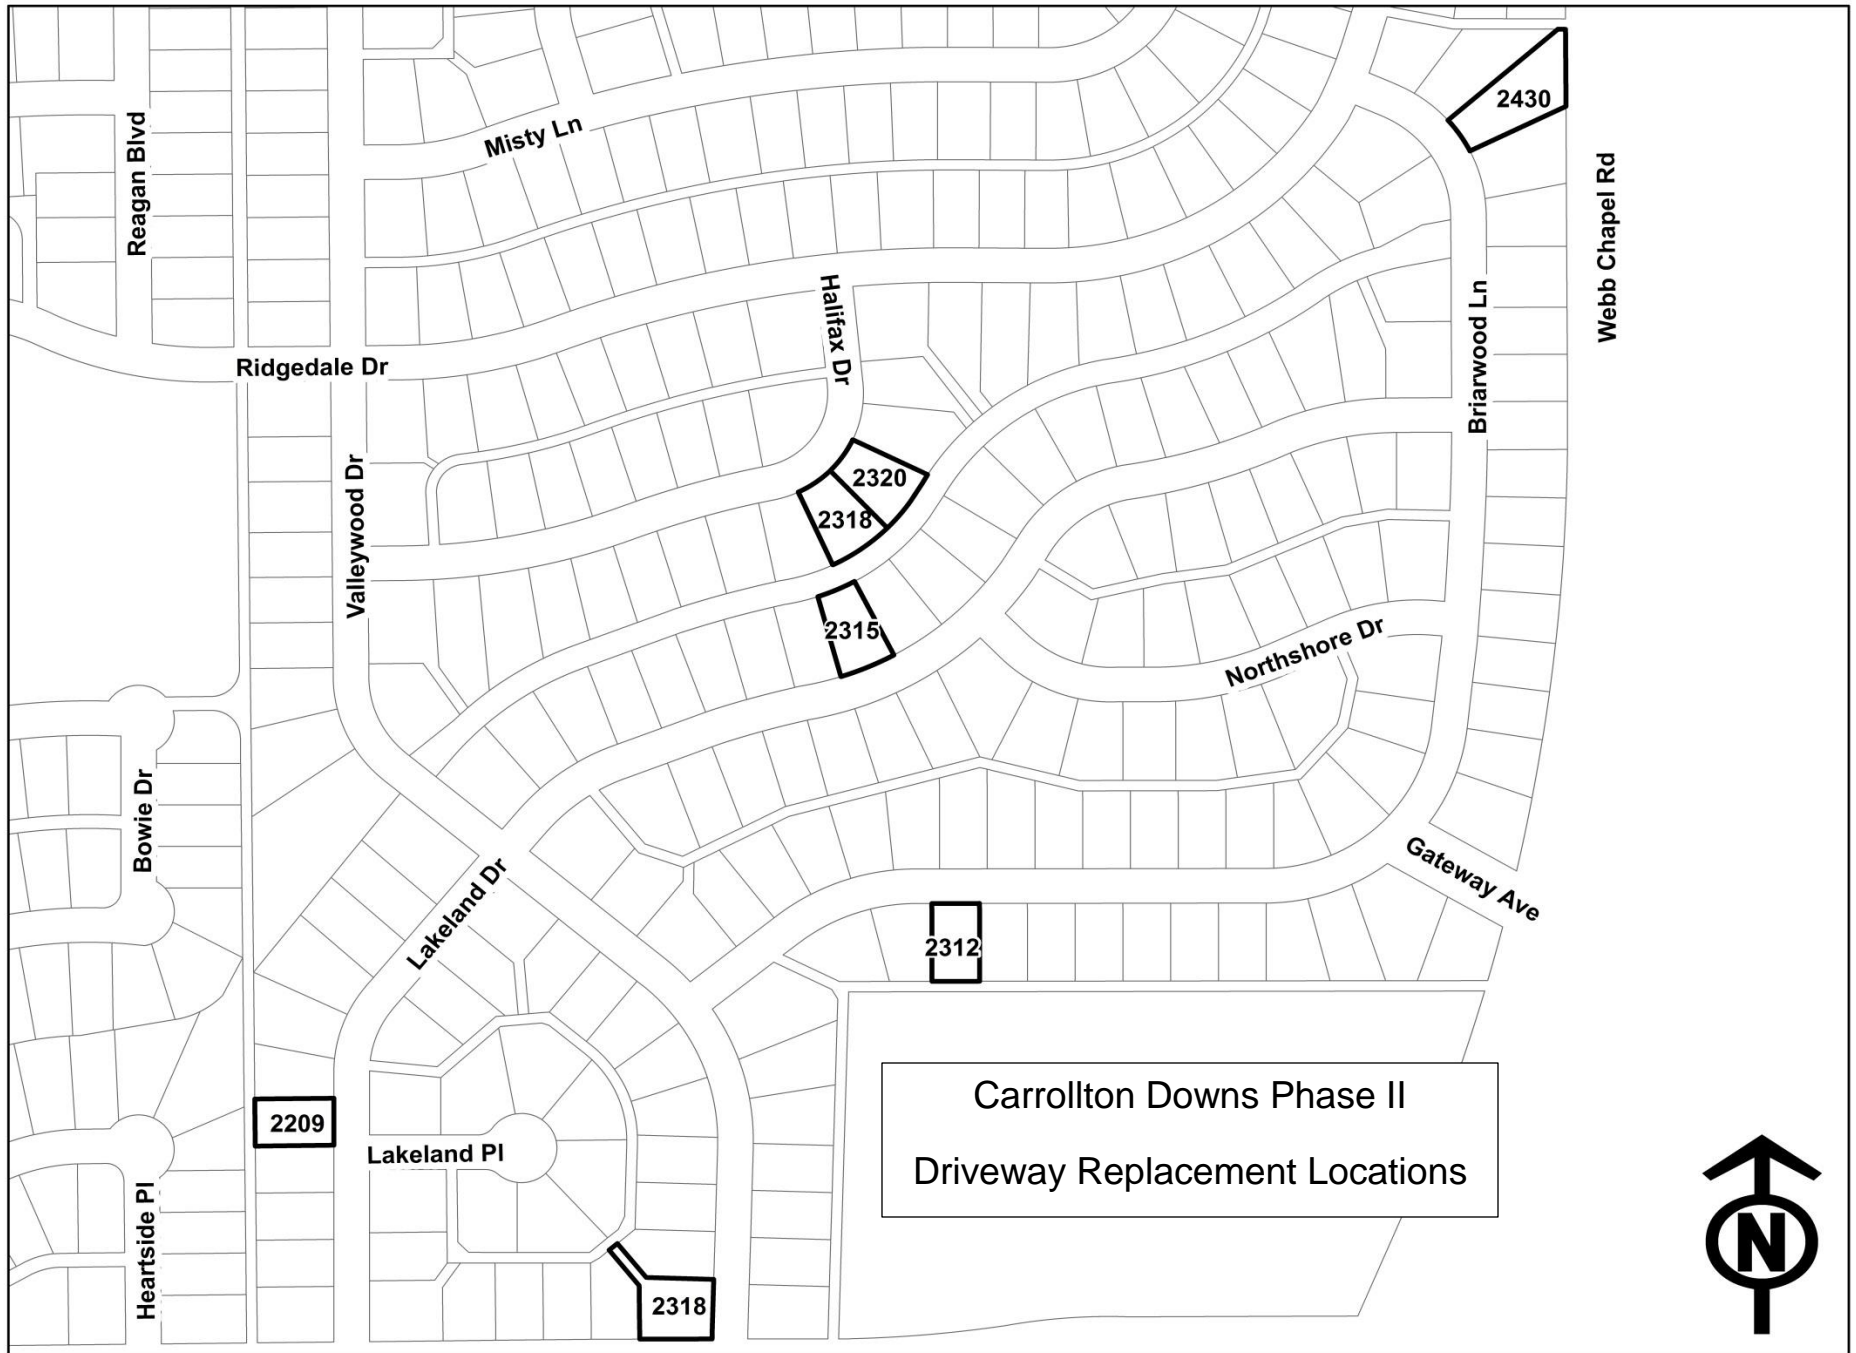 2430
Misty Ln
Reagan Blvd
Webb Chapel Rd
Halifax Dr
Briarwood Ln
Ridgedale Dr
Valleywood Dr
2320
2318
2315
Northshore Dr
Bowie Dr
Gateway Ave
Lakeland Dr
2312
Carrollton Downs Phase II
Driveway Replacement Locations
2209
Lakeland Pl
Heartside Pl
2318
N